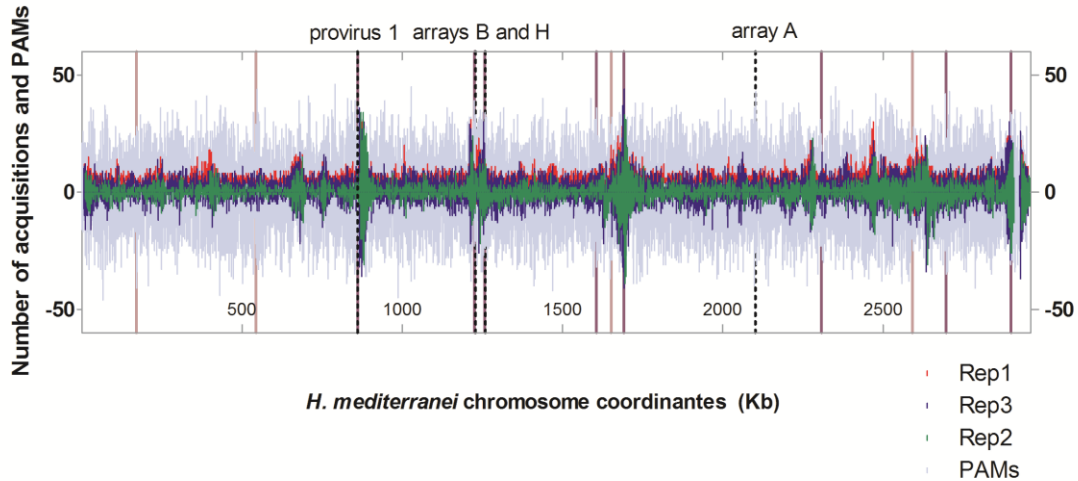 provirus 1 arrays B and H array A
Number of acquisitions and PAMs
50 50
0 0
-50 500 1000 1500 2000 2500 -50
H. mediterranei chromosome coordinantes (Kb)
Rep1
Rep3
Rep2
PAMs